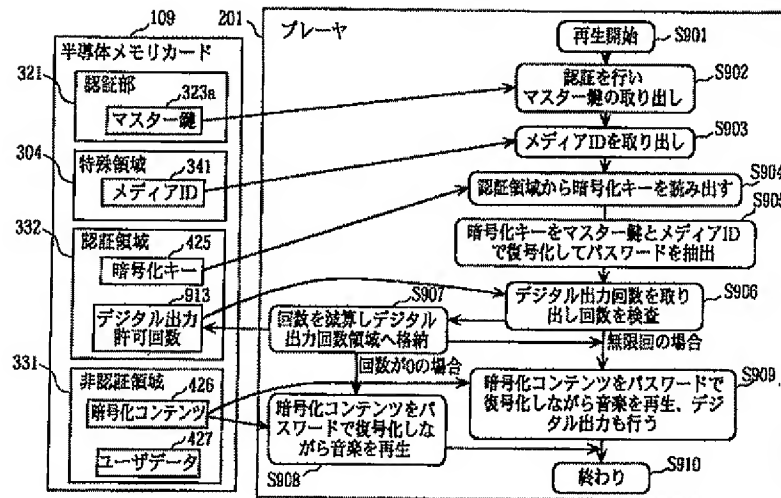 109
半導体メモリカード
321
認証部
323a
マスター鍵
304
特殊領域
341
メディアID
332
認証領域
425
暗号化キー
913
デジタル出力
許可回数
331
非認証領域
426
暗号化コンテンツ
427
ユーザデータ
201
プレーヤ
再生開始
S901
認証を行い
マスター鍵の取り出し
S902
メディアIDを取り出し
S903
認証領域から暗号化キーを読み出す
S904
暗号化キーをマスター鍵とメディアID
で復号化してパスワードを抽出
S905
デジタル出力回数を取り
出し回数を検査
S906
S907
回数を減算しデジタル
出力回数領域へ格納
無限回の場合
回数が0の場合
暗号化コンテンツをパ
スワードで復号化しな
がら音楽を再生
S908
暗号化コンテンツをパスワードで
復号化しながら音楽を再生、デジ
タル出力も行う
S909
終わり
S910